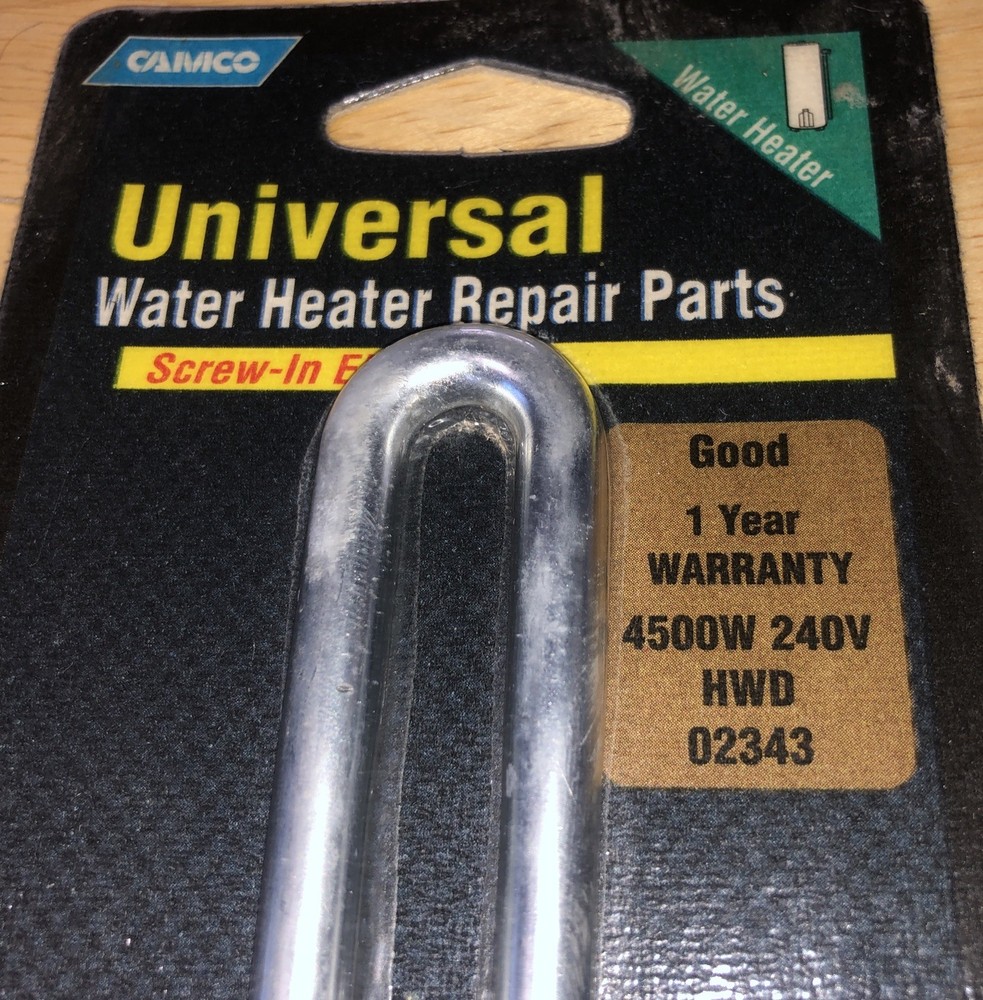 CAMCO
Water Heater
Universal
Water Heater Repair Parts
Screw-In
Good
1 Year
WARRANTY
4500W 240V
HWD
02343